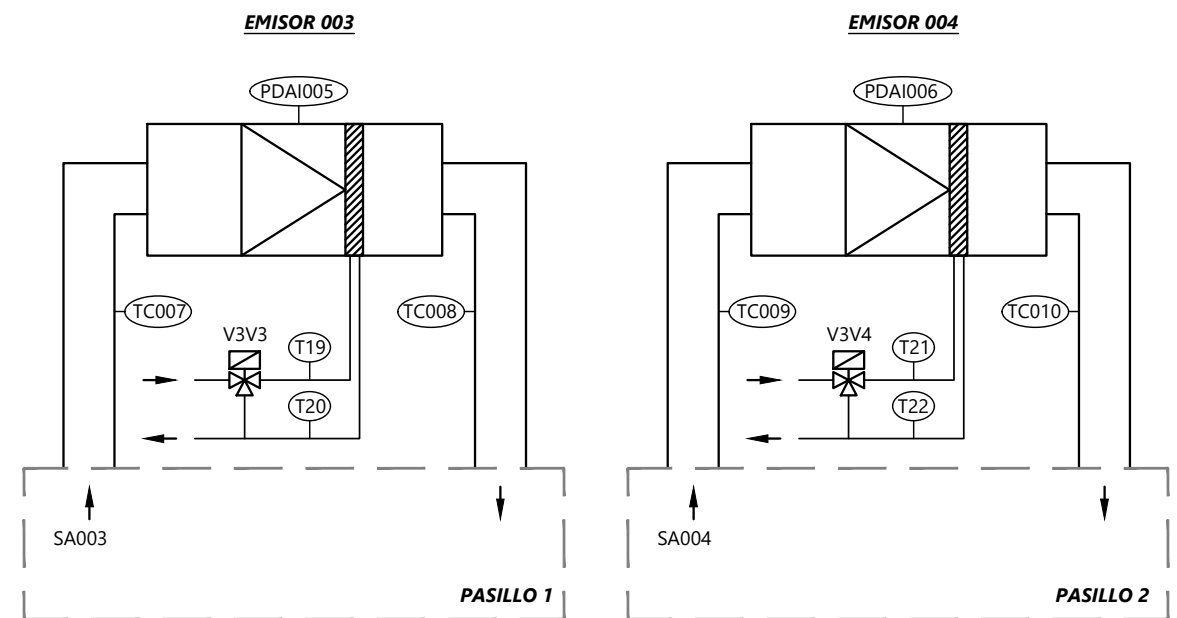 EMISOR 003
PDAI005
TC007
TC008
V3V3
T19
T20
SA003
PASILLO 1
EMISOR 004
PDAI006
TC009
TC010
V3V4
T21
T22
SA004
PASILLO 2